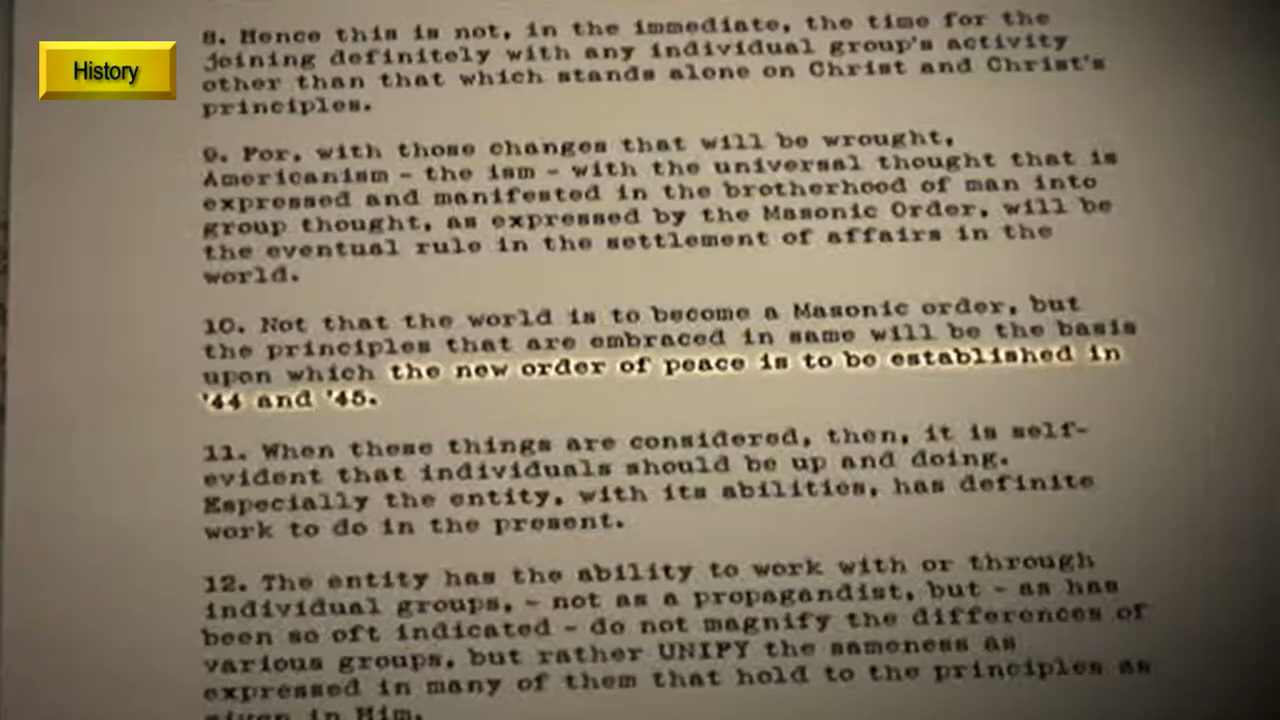 History
8. Hence this is not, in the immediate, the time for the
joining definitely with any individual group's activity
other than that which stands alone on Christ and Christ's
principles.
9. For, with those changes that will be wrought,
Americanism - the ism - with the universal thought that is
expressed and manifested in the brotherhood of man into
group thought, as expressed by the Masonic Order, will be
the eventual rule in the settlement of affairs in the
world.
10. Not that the world is to become a Masonic order, but
the principles that are embraced in same will be the basis
upon which the new order of peace is to be established in
'44 and '45.
11. When these things are considered, then, it is self-
evident that individuals should be up and doing.
Especially the entity, with its abilities, has definite
work to do in the present.
12. The entity has the ability to work with or through
individual groups, - not as a propagandist, but - as has
been so oft indicated - do not magnify the differences of
various groups, but rather UNIFY the sameness as
expressed in many of them that hold to the principles as
given in Him.